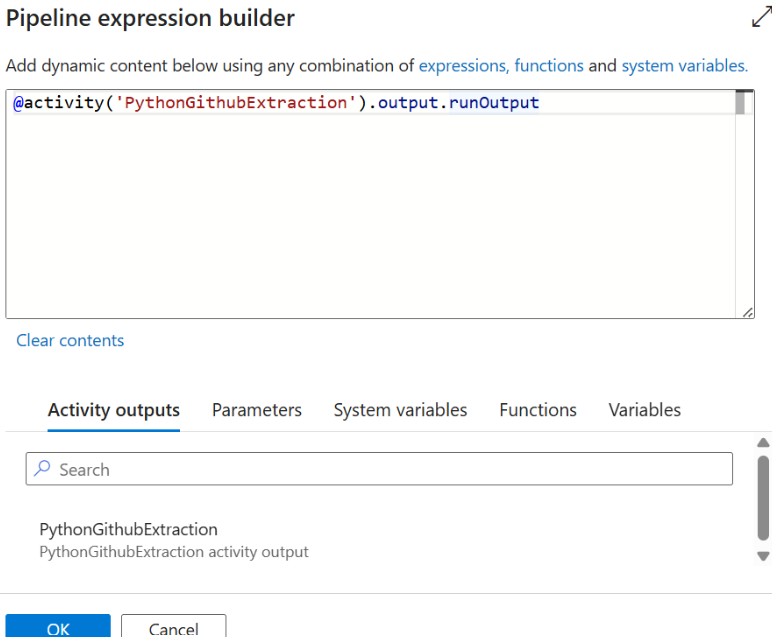 Pipeline expression builder
Add dynamic content below using any combination of expressions, functions and system variables.
@activity('PythonGithubExtraction').output.runOutput
Clear contents
Activity outputs Parameters System variables Functions Variables
Search
PythonGithubExtraction
PythonGithubExtraction activity output
OK Cancel